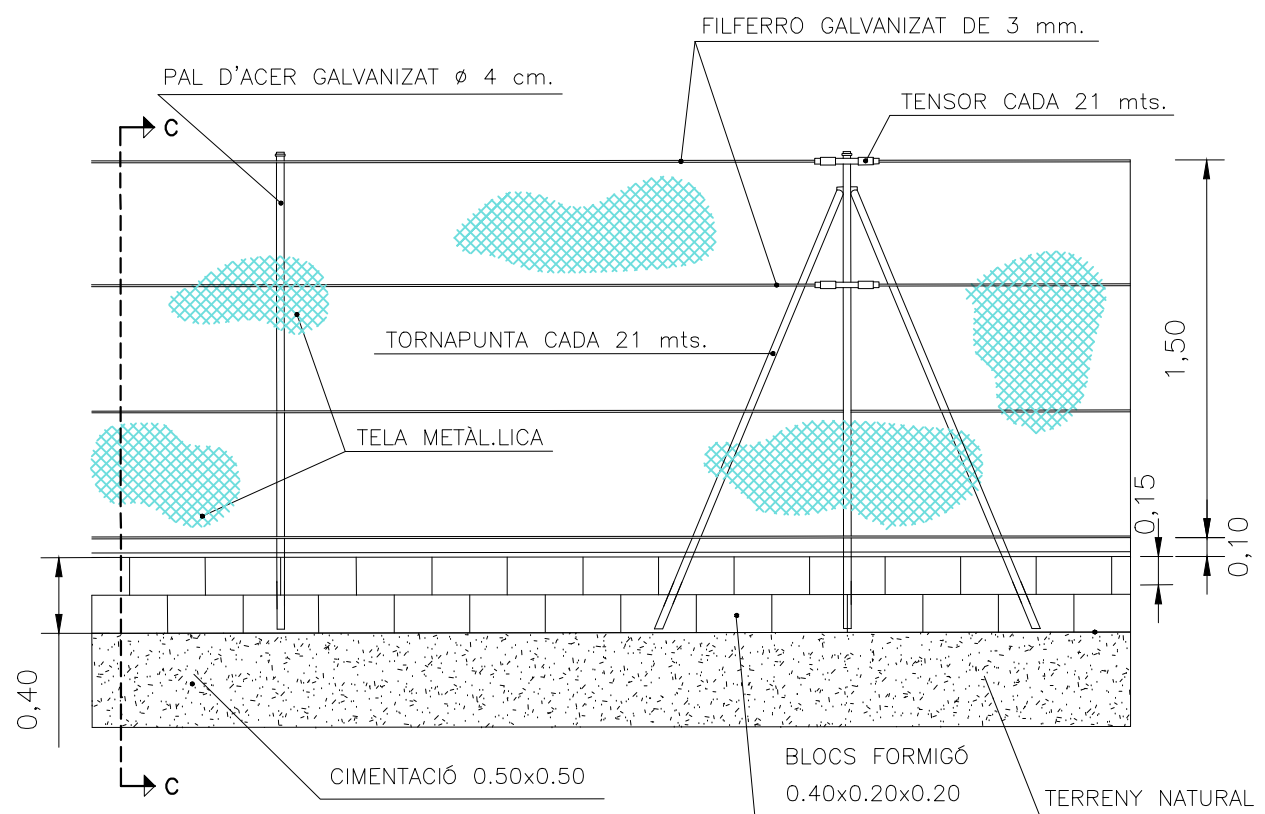 FILFERRO GALVANIZAT DE 3 mm.
PAL D'ACER GALVANIZAT ø 4 cm.
TENSOR CADA 21 mts.
C
TORNAPUNTA CADA 21 mts.
1,50
TELA METÀL.LICA
0,15
0,10
0,40
BLOCS FORMIGÓ
0.40x0.20x0.20
CIMENTACIÓ 0.50x0.50
C
TERRENY NATURAL